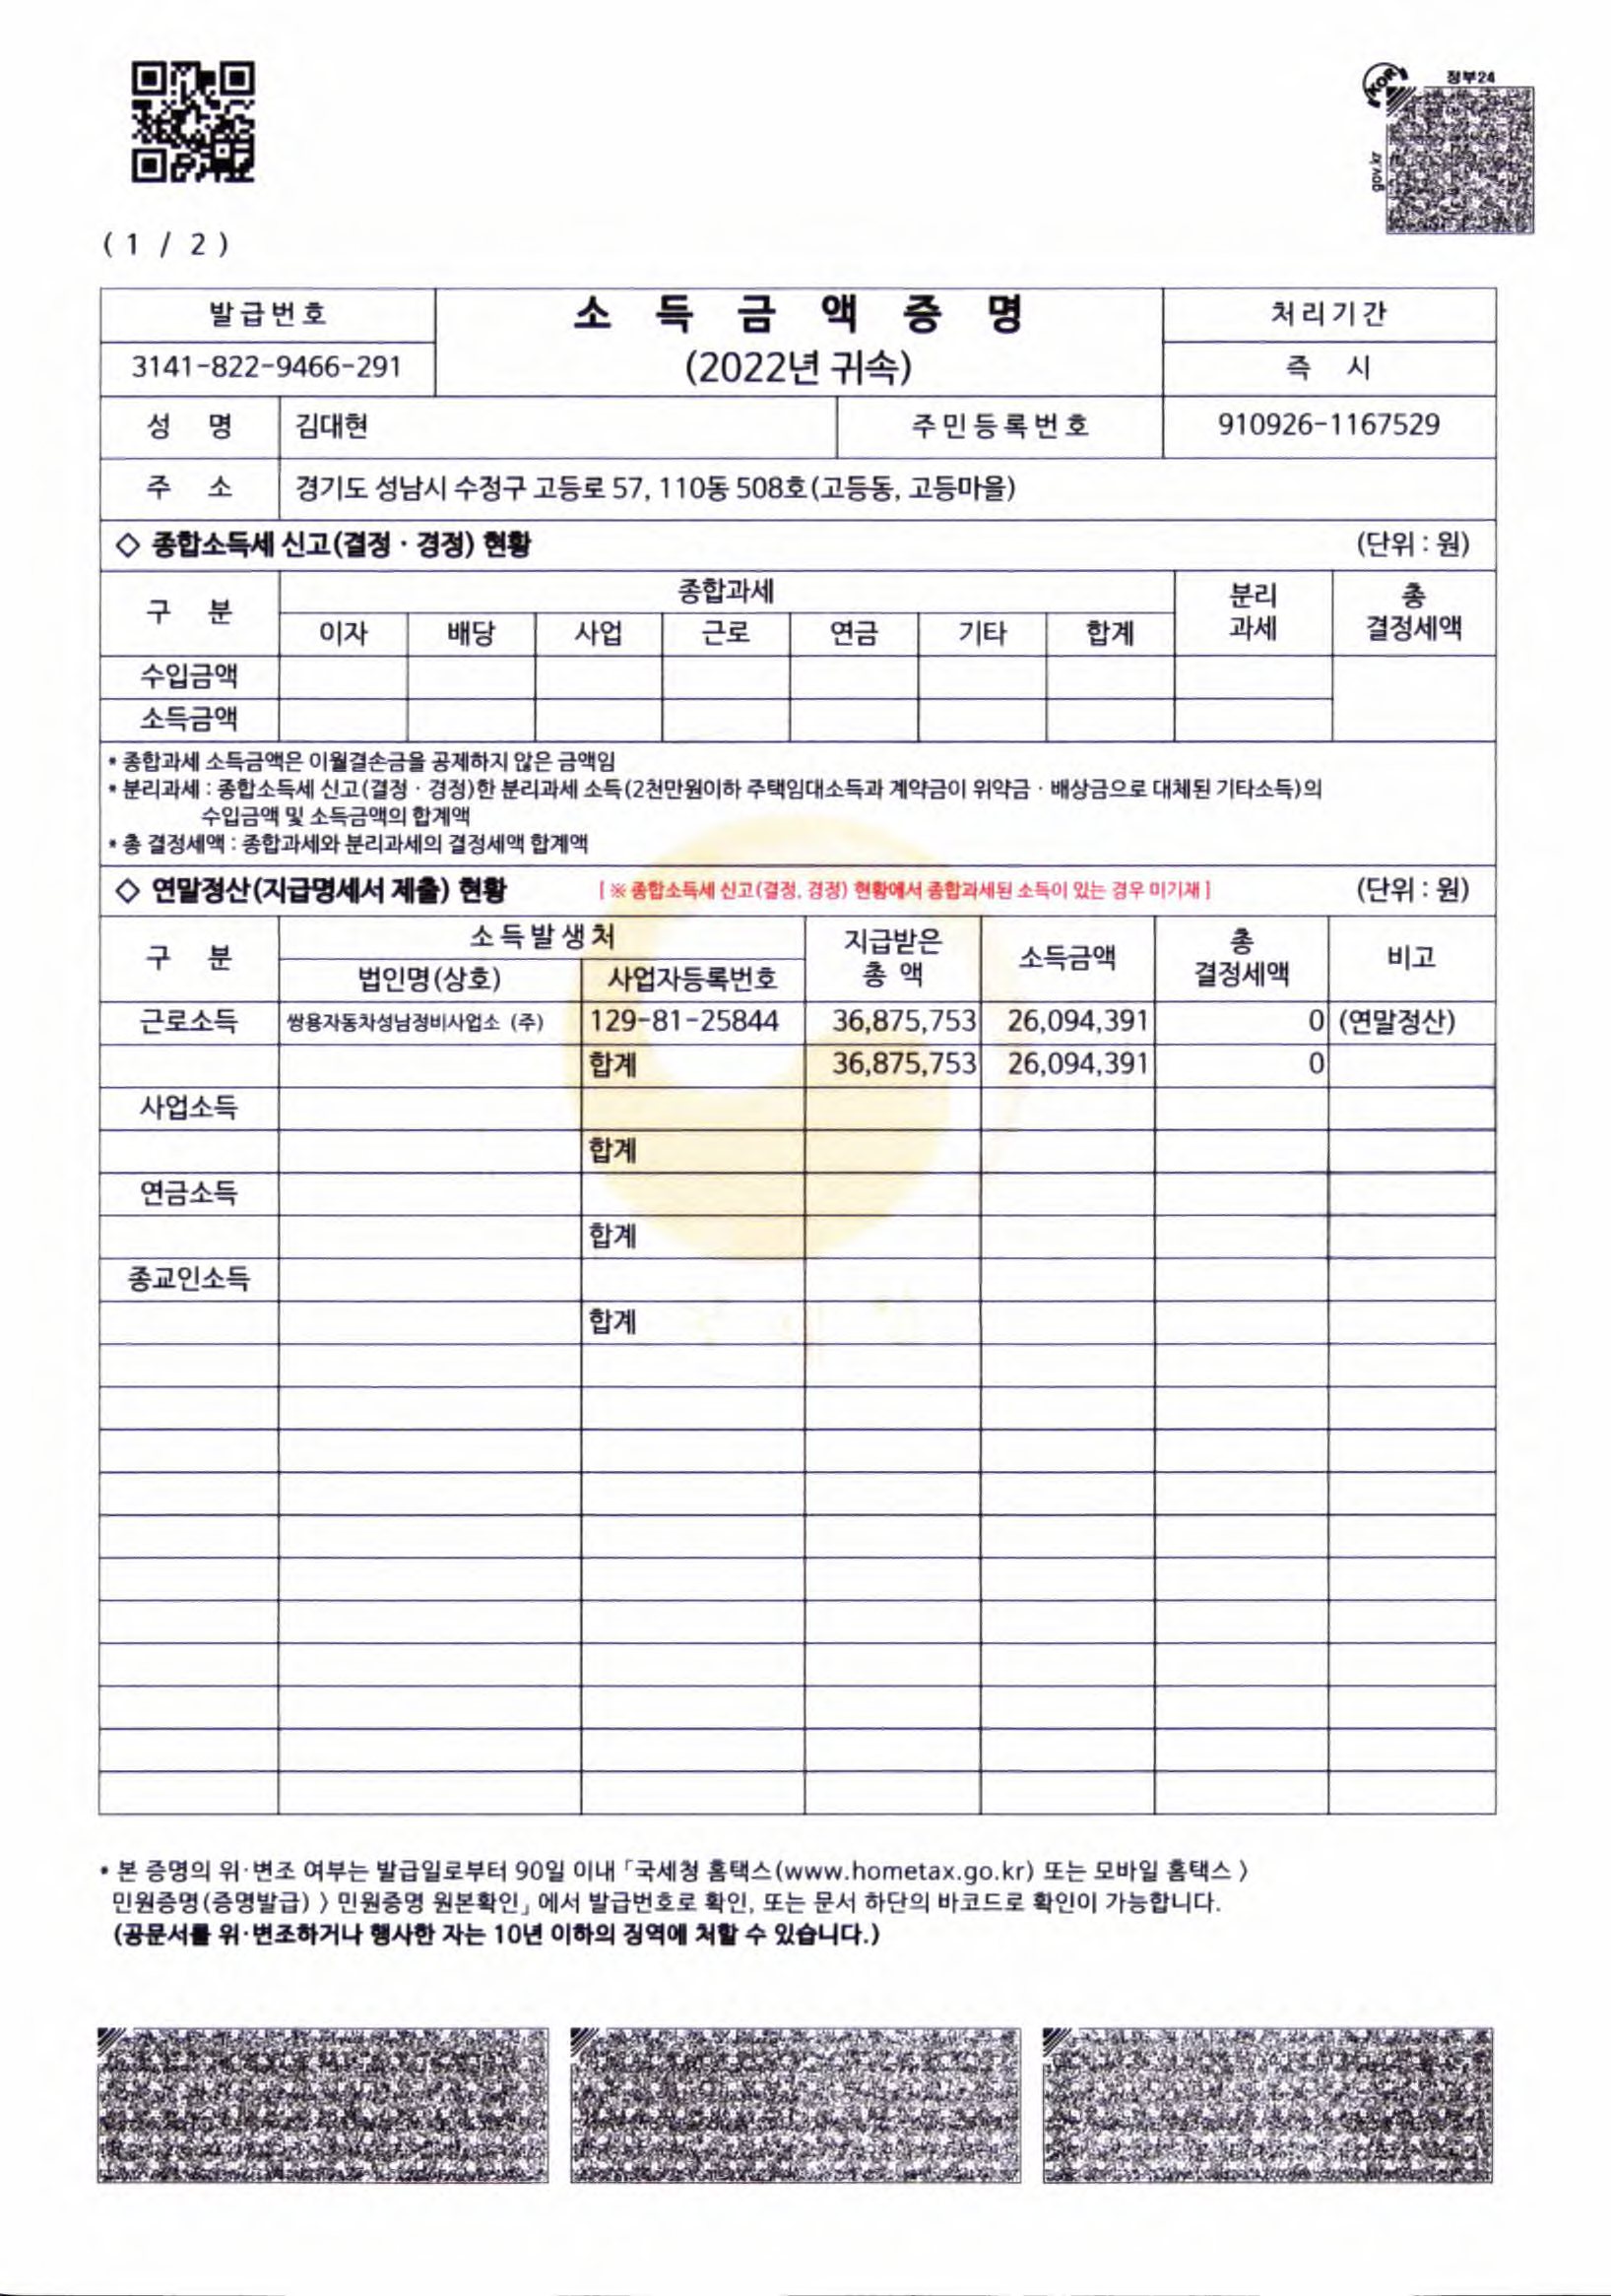 정부24
gov.kr
KOR
( 1 / 2 )
발급번호
소 득 금 액 증 명
처리기간
3141-822-9466-291
(2022년 귀속)
즉 시
성 명
김대현
주민등록번호
910926-1167529
주 소
경기도 성남시 수정구 고등로 57, 110동 508호(고등동, 고등마을)
◇ 종합소득세 신고(결정 · 경정) 현황
(단위 : 원)
구 분
종합과세
분리
과세
총
결정세액
이자 배당 사업 근로 연금 기타 합계
수입금액
소득금액
* 종합과세 소득금액은 이월결손금을 공제하지 않은 금액임
* 분리과세 : 종합소득세 신고(결정 · 경정)한 분리과세 소득(2천만원이하 주택임대소득과 계약금이 위약금 · 배상금으로 대체된 기타소득)의
수입금액 및 소득금액의 합계액
* 총 결정세액 : 종합과세와 분리과세의 결정세액 합계액
◇ 연말정산(지급명세서 제출) 현황
[ ※ 종합소득세 신고(결정, 경정) 현황에서 종합과세된 소득이 있는 경우 미기재 ]
(단위 : 원)
구 분
소득발생처
지급받은
총 액
소득금액
총
결정세액
비고
법인명(상호) 사업자등록번호
근로소득 쌍용자동차성남정비사업소 (주) 129-81-25844 36,875,753 26,094,391 0 (연말정산)
합계 36,875,753 26,094,391 0
사업소득
합계
연금소득
합계
종교인소득
합계
* 본 증명의 위·변조 여부는 발급일로부터 90일 이내 「국세청 홈택스(www.hometax.go.kr) 또는 모바일 홈택스 〉
민원증명(증명발급) 〉 민원증명 원본확인」에서 발급번호로 확인, 또는 문서 하단의 바코드로 확인이 가능합니다.
(공문서를 위·변조하거나 행사한 자는 10년 이하의 징역에 처할 수 있습니다.)